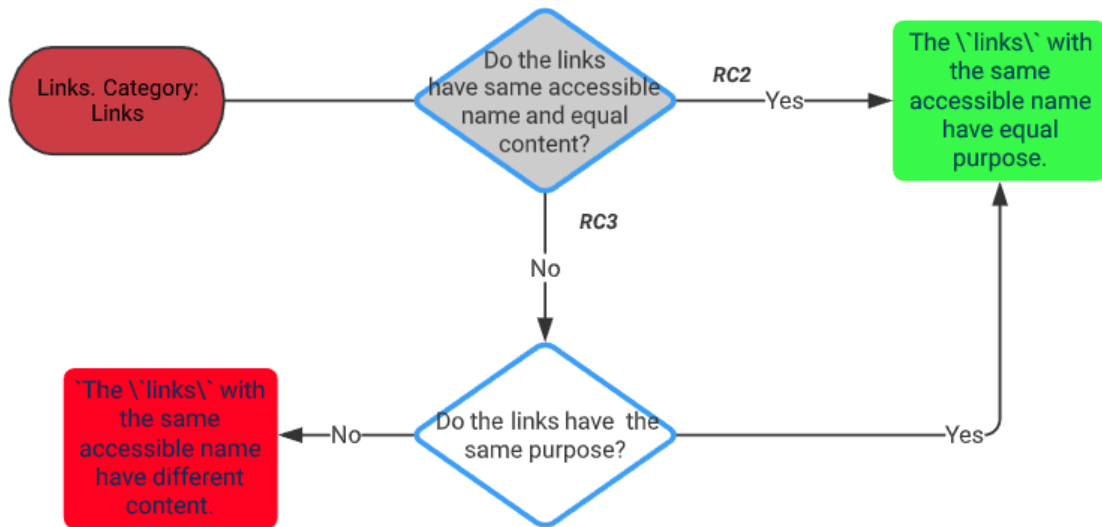 Links. Category:
Links
Do the links
have same accessible
name and equal
content?
RC2
Yes
The \`links\` with
the same
accessible name
have equal
purpose.
RC3
No
Do the links have  the
same purpose?
No
`The \`links\` with
the same
accessible name
have different
content.
Yes